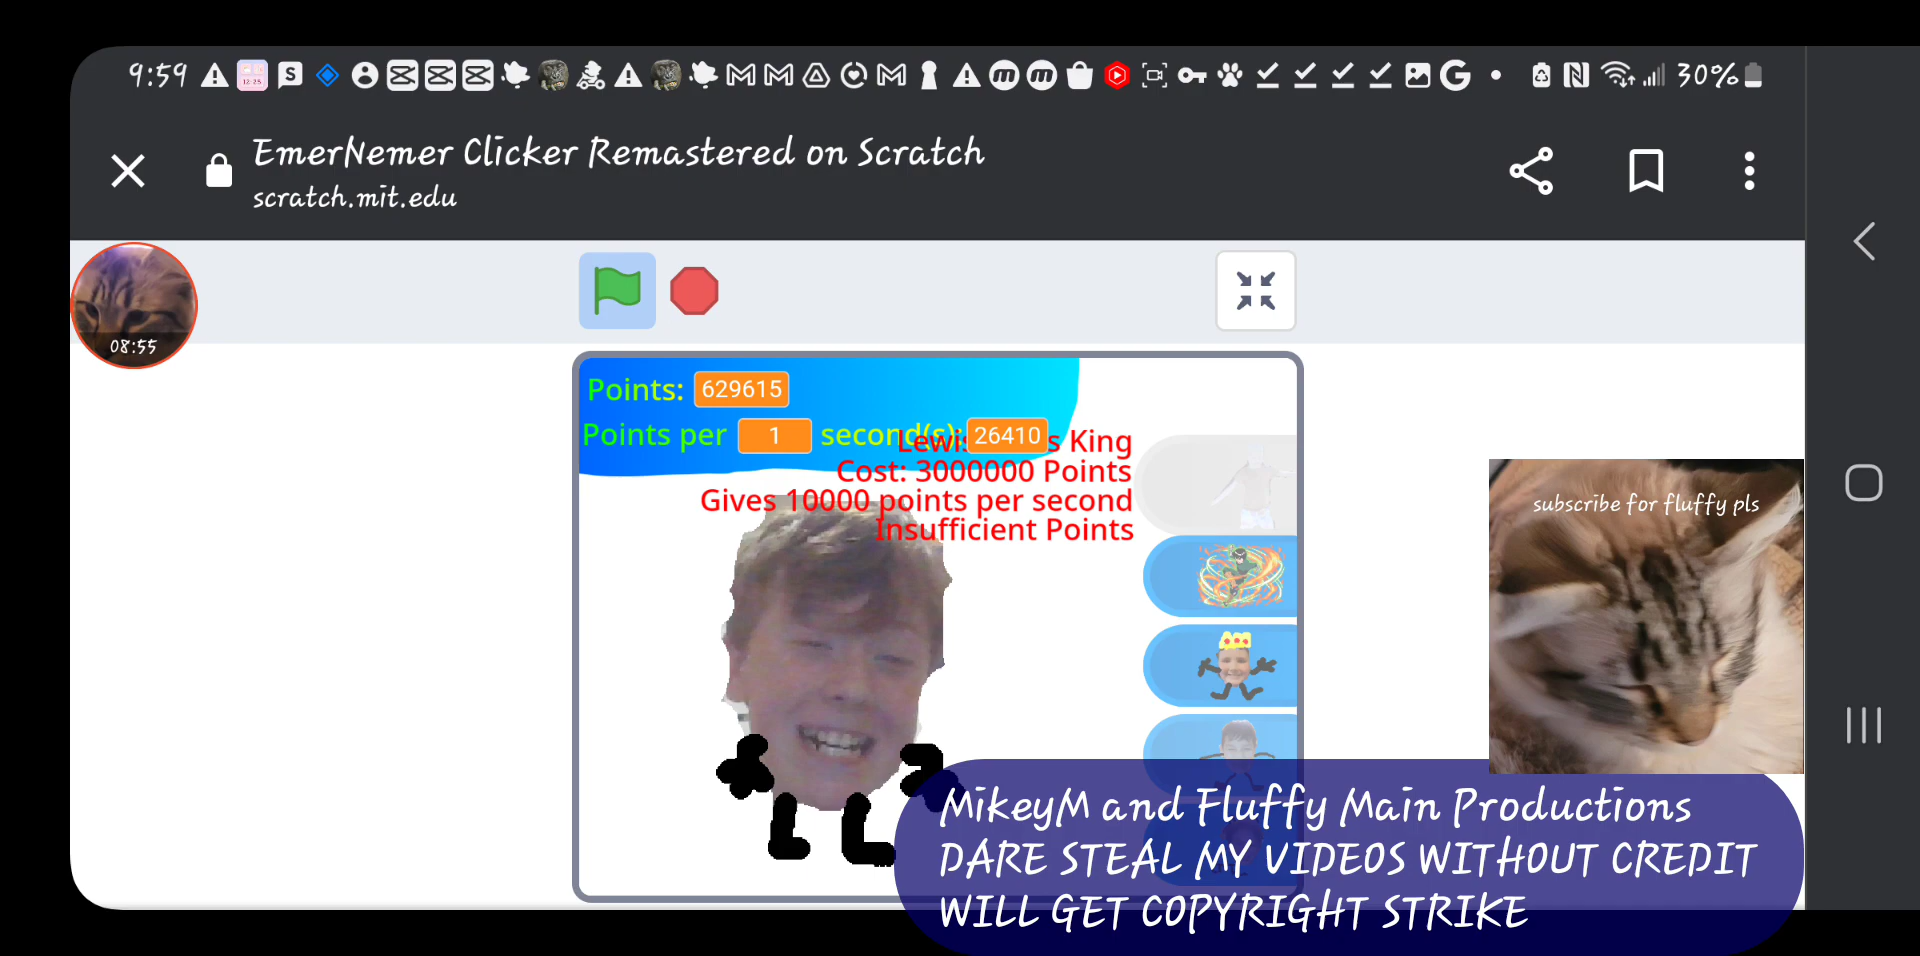 9:59
S
30%
EmerNemer Clicker Remastered on Scratch
scratch.mit.edu
08:55
Points: 629615
Points per 1 second(s): 26410
s King
Cost: 3000000 Points
Gives 10000 points per second
Insufficient Points
subscribe for fluffy pls
MikeyM and Fluffy Main Productions
DARE STEAL MY VIDEOS WITHOUT CREDIT
WILL GET COPYRIGHT STRIKE